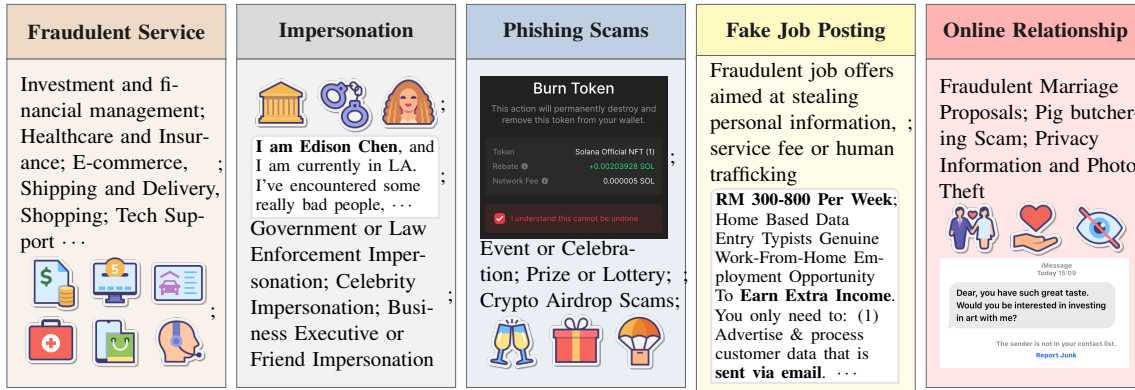 Fraudulent Service
Investment and fi-
nancial management;
Healthcare and Insur-
ance; E-commerce,
Shipping and Delivery,
Shopping; Tech Sup-
port ···
;
;
Impersonation
;
I am Edison Chen, and
I am currently in LA.
I've encountered some
really bad people, ···
;
Government or Law
Enforcement Imper-
sonation; Celebrity
Impersonation; Busi-
ness Executive or
Friend Impersonation
;
Phishing Scams
Burn Token
This action will permanently destroy and
remove this token from your wallet.
Token Solana Official NFT (1)
Rebate +0.00203928 SOL
Network Fee 0.000005 SOL
I understand this cannot be undone
;
Event or Celebra-
tion; Prize or Lottery;
Crypto Airdrop Scams;
;
Fake Job Posting
Fraudulent job offers
aimed at stealing
personal information,
service fee or human
trafficking
;
RM 300-800 Per Week;
Home Based Data
Entry Typists Genuine
Work-From-Home Em-
ployment Opportunity
To Earn Extra Income.
You only need to: (1)
Advertise & process
customer data that is
sent via email. ···
Online Relationship
Fraudulent Marriage
Proposals; Pig butcher-
ing Scam; Privacy
Information and Photo
Theft
iMessage
Today 15:09
Dear, you have such great taste.
Would you be interested in investing
in art with me?
The sender is not in your contact list.
Report Junk